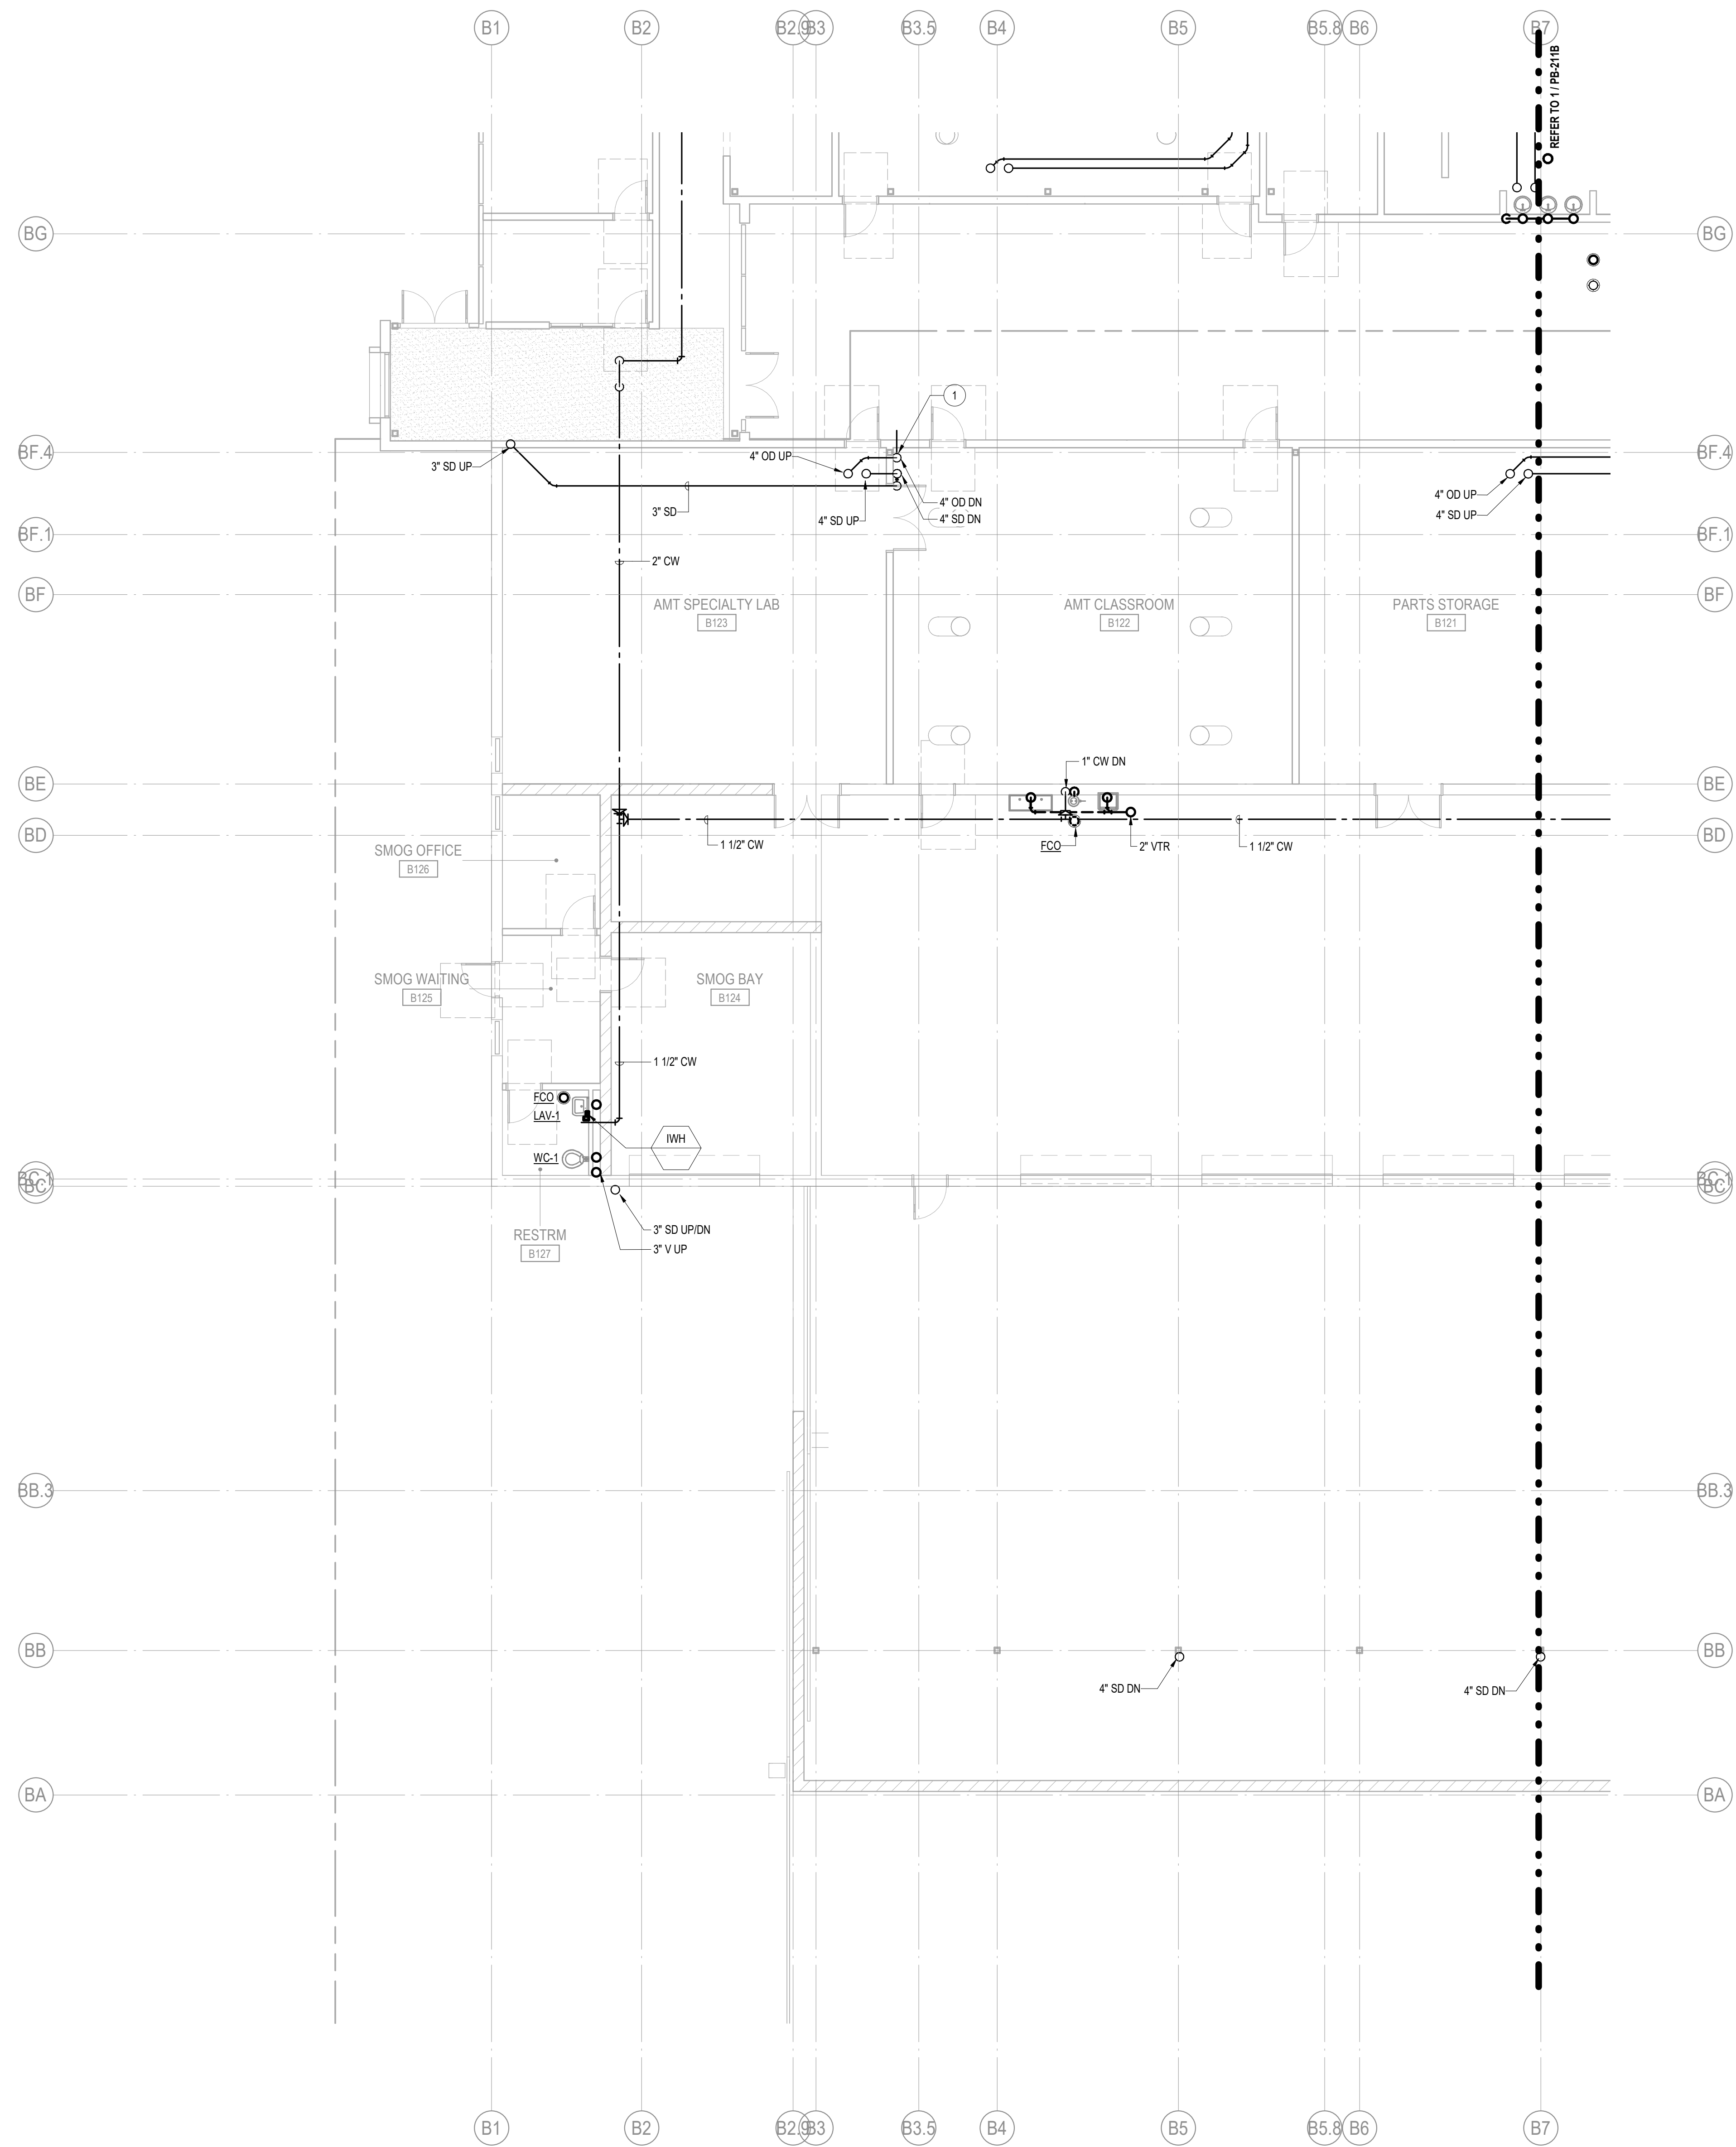 B1
B2
B2.9
B3
B3.5
B4
B5
B5.8
B6
B7
REFER TO 1 / PB-211B
BG
BG
1
BF.4
3" SD UP
4" OD UP
BF.4
4" OD UP
4" OD DN
3" SD
4" SD UP
4" SD DN
4" SD UP
BF.1
BF.1
2" CW
BF
AMT SPECIALTY LAB
B123
AMT CLASSROOM
B122
PARTS STORAGE
B121
BF
BE
1" CW DN
BE
BD
1 1/2" CW
FCO
2" VTR
1 1/2" CW
BD
SMOG OFFICE
B126
SMOG WAITING
B125
SMOG BAY
B124
1 1/2" CW
FCO
LAV-1
IWH
WC-1
BC.1
BC
BC.1
BC
3" SD UP/DN
3" V UP
RESTRM
B127
BB.3
BB.3
BB
BB
4" SD DN
4" SD DN
BA
BA
B1
B2
B2.9
B3
B3.5
B4
B5
B5.8
B6
B7